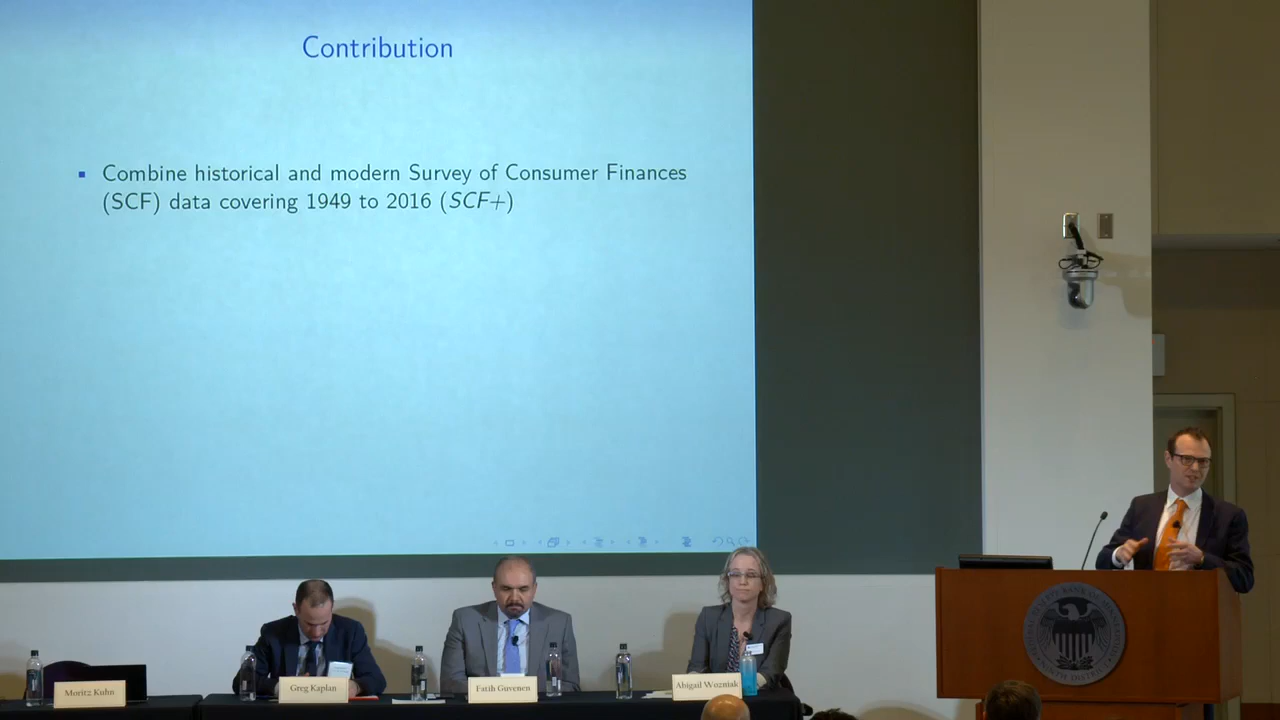 Contribution
Combine historical and modern Survey of Consumer Finances
(SCF) data covering 1949 to 2016 (SCF+)
Moritz Kuhn
Greg Kaplan
Fatih Guvenen
Abigail Wozniak